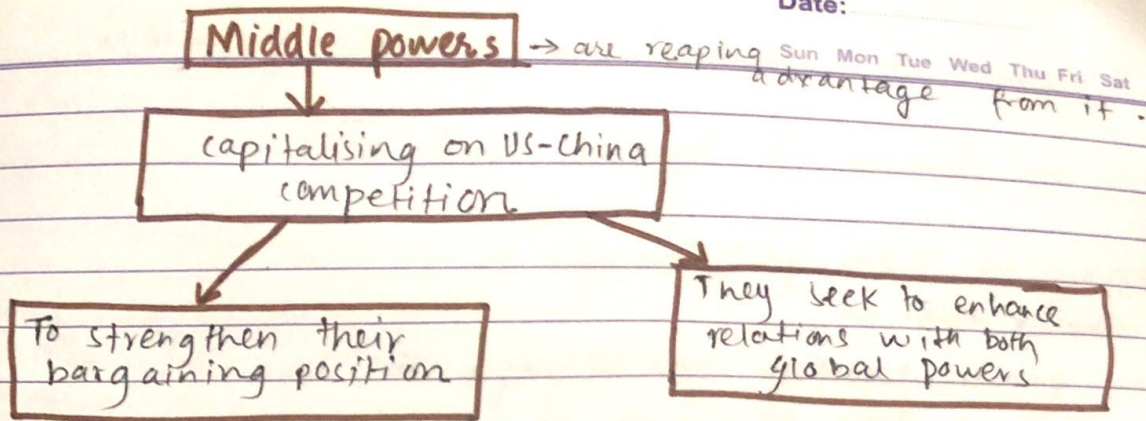 Date:
Sun Mon Tue Wed Thu Fri Sat
Middle powers → are reaping
advantage from it.
capitalising on US-China
competition
To strengthen their
bargaining position
They seek to enhance
relations with both
global powers